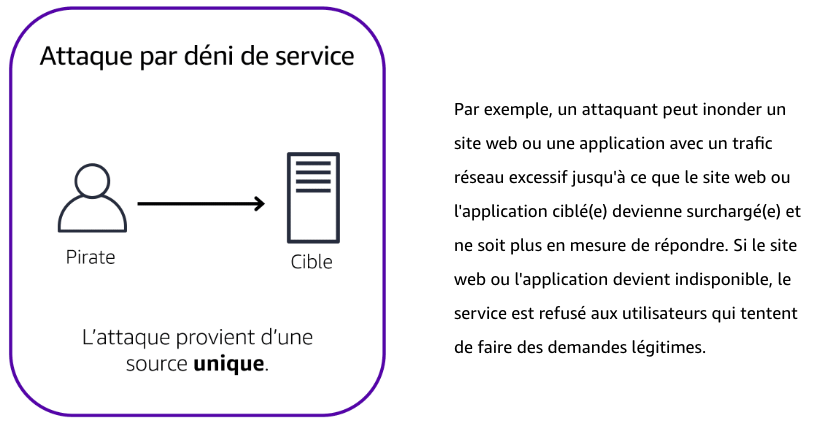 Attaque par déni de service
Pirate
Cible
L’attaque provient d’une
source unique.
Par exemple, un attaquant peut inonder un
site web ou une application avec un trafic
réseau excessif jusqu'à ce que le site web ou
l'application ciblé(e) devienne surchargé(e) et
ne soit plus en mesure de répondre. Si le site
web ou l'application devient indisponible, le
service est refusé aux utilisateurs qui tentent
de faire des demandes légitimes.